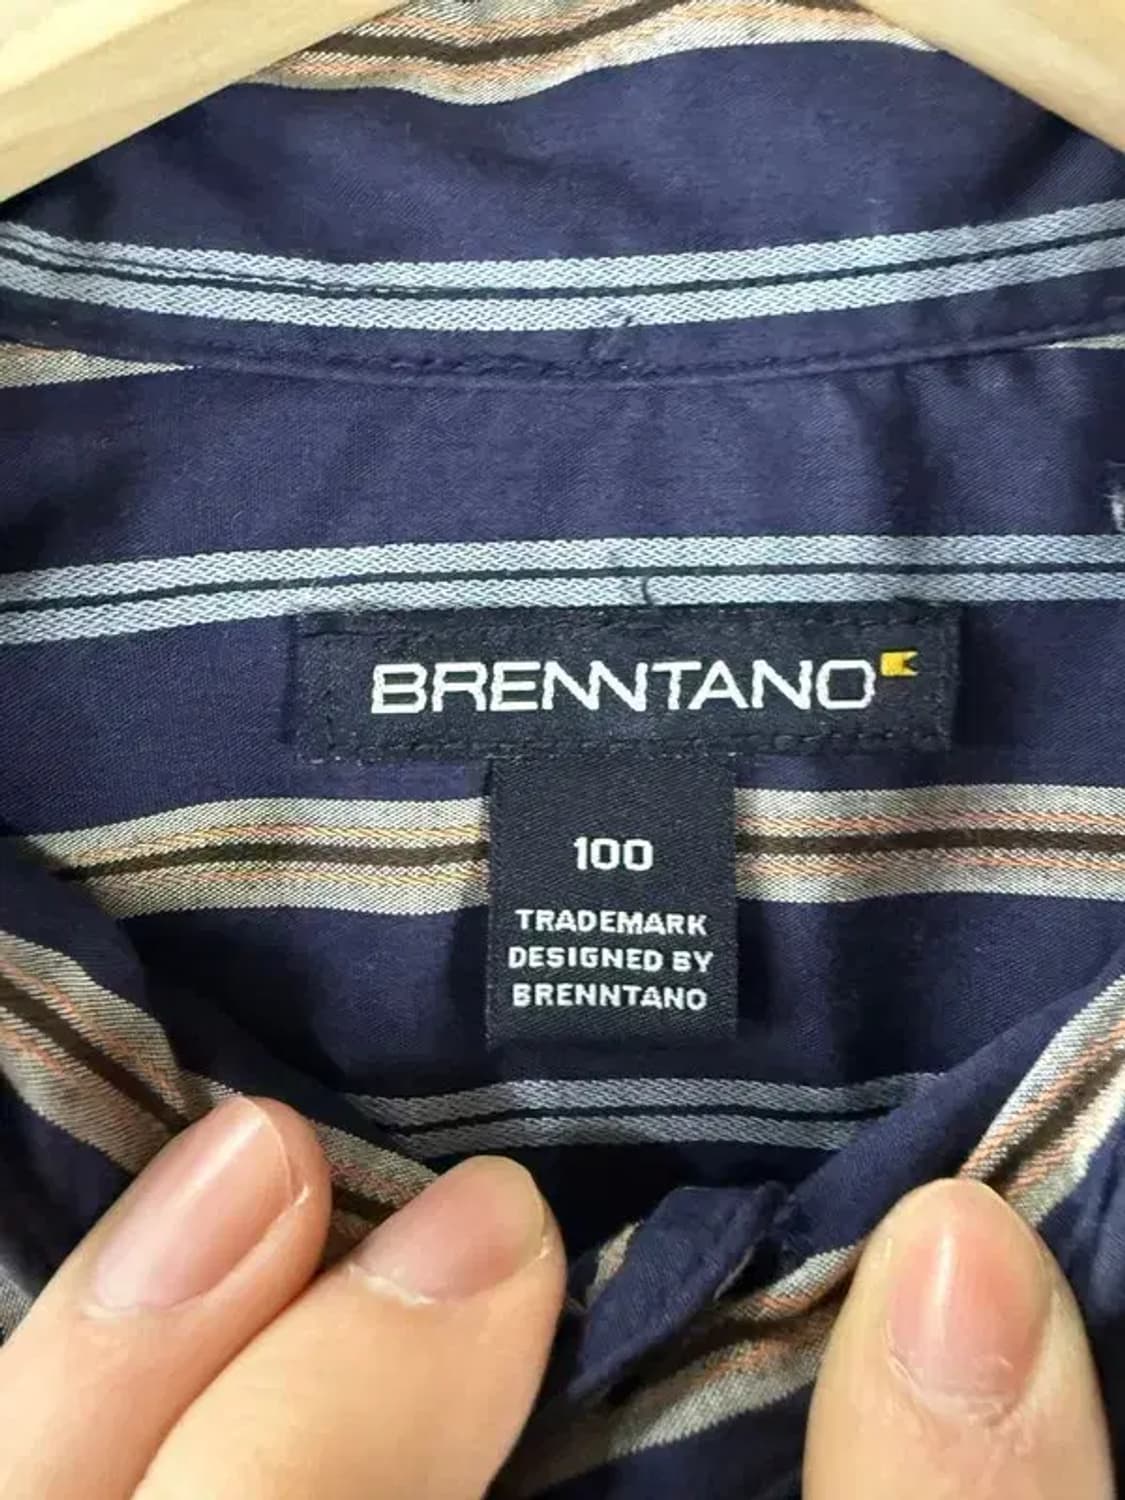 BRENNTANO
100
TRADEMARK
DESIGNED BY
BRENNTANO